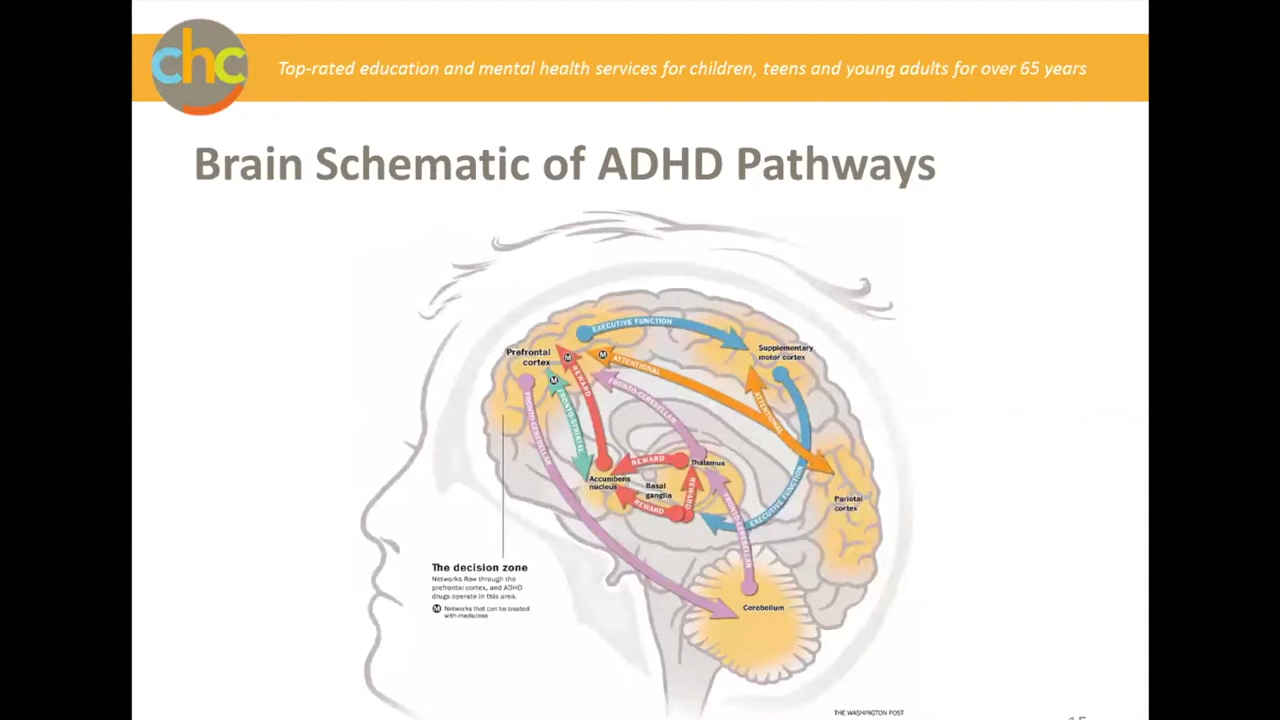 chc
Top-rated education and mental health services for children, teens and young adults for over 65 years
Brain Schematic of ADHD Pathways
EXECUTIVE FUNCTION
Supplementary
motor cortex
Prefrontal
cortex
M
M
ATTENTIONAL
REWARD
M
FRONTO-CEREBELLAR
FRONTO-STRIATAL
FRONTO-CEREBELLAR
ATTENTIONAL
REWARD
Thalamus
Accumbens
nucleus
Basal
ganglia
REWARD
REWARD
EXECUTIVE FUNCTION
FRONTO-CEREBELLAR
Parietal
cortex
The decision zone
Networks flow through the
prefrontal cortex, and ADHD
drugs operate in this area.
M Networks that can be treated
with medicines
Cerebellum
THE WASHINGTON POST
15